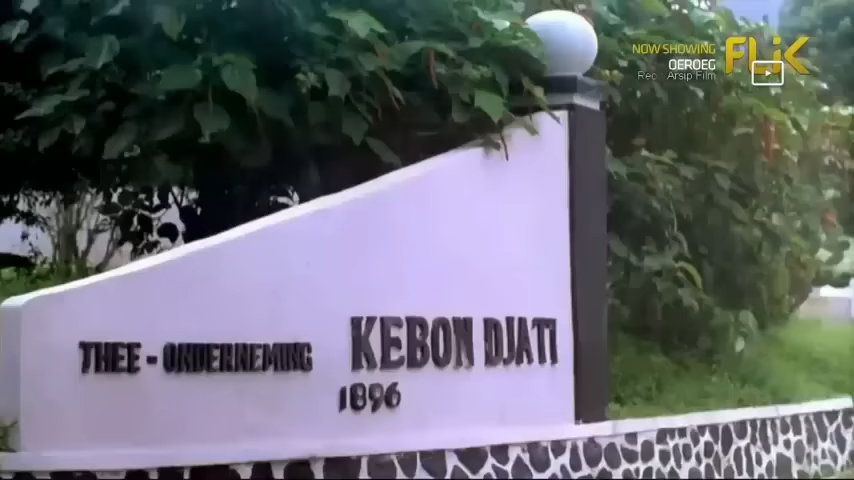 NOW SHOWING
OEROEG
Rec : Arsip Film
FLiK
THEE - ONDERNEMING KEBON DJATI
1896